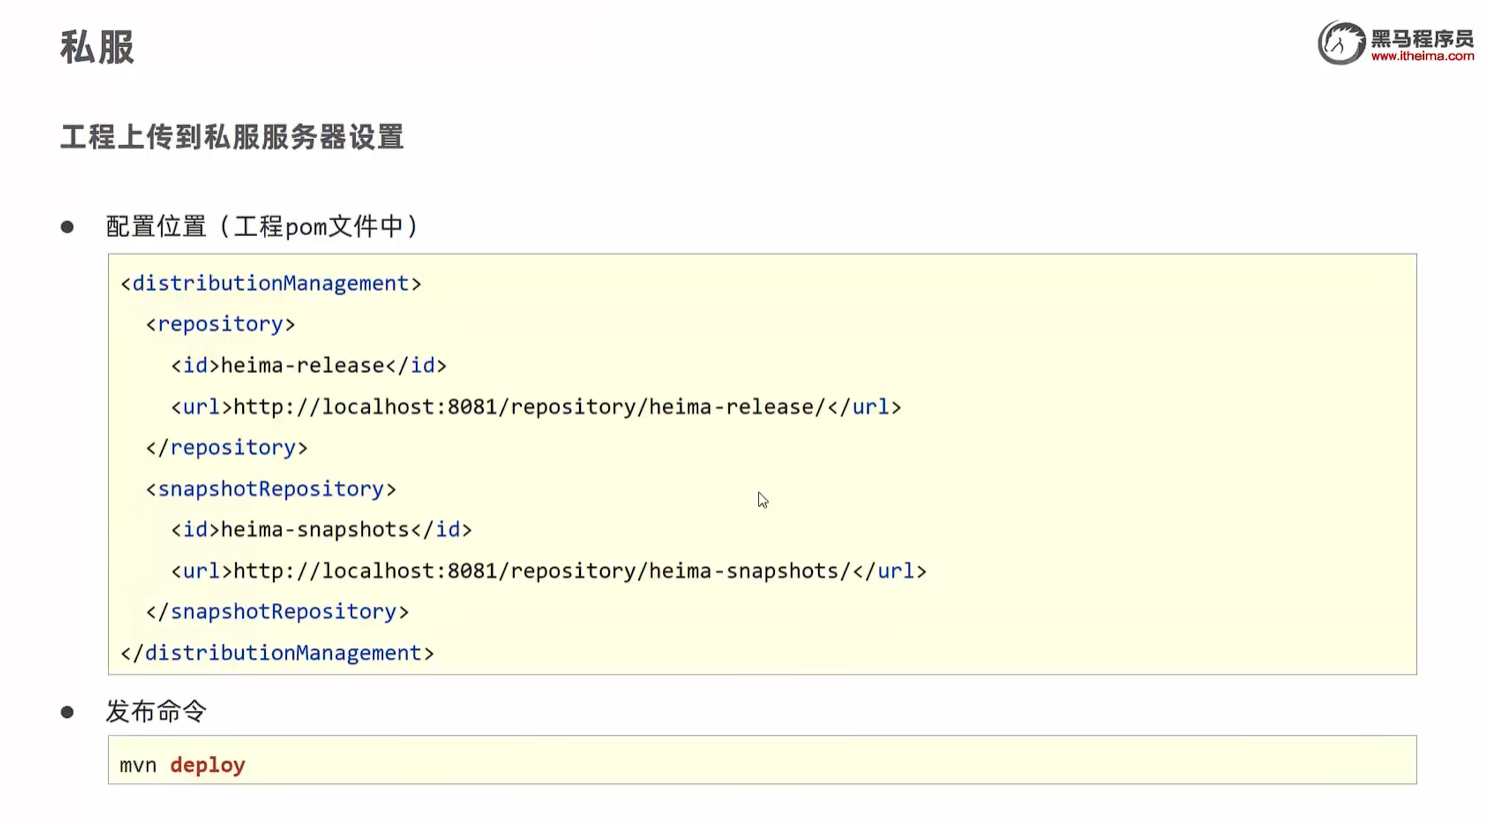 私服
黑马程序员
www.itheima.com
工程上传到私服服务器设置
● 配置位置（工程pom文件中）
<distributionManagement>
<repository>
<id>heima-release</id>
<url>http://localhost:8081/repository/heima-release/</url>
</repository>
<snapshotRepository>
<id>heima-snapshots</id>
<url>http://localhost:8081/repository/heima-snapshots/</url>
</snapshotRepository>
</distributionManagement>
● 发布命令
mvn deploy